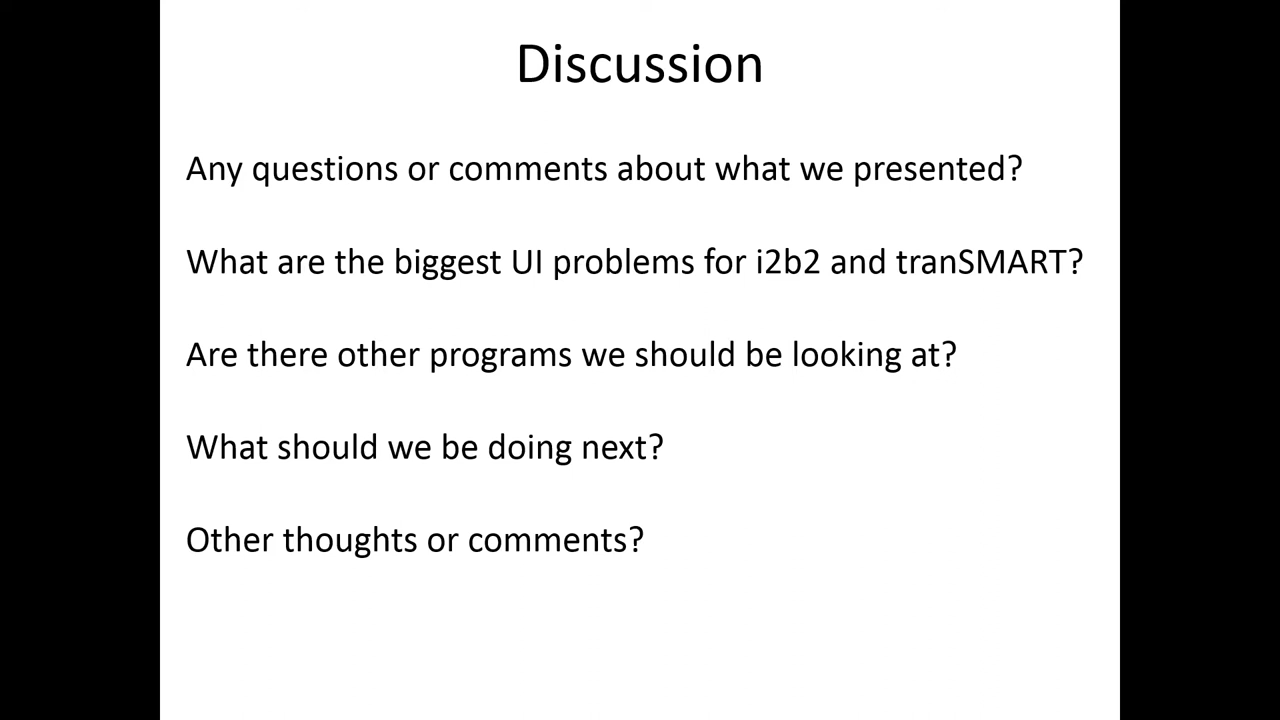 Discussion
Any questions or comments about what we presented?
What are the biggest UI problems for i2b2 and tranSMART?
Are there other programs we should be looking at?
What should we be doing next?
Other thoughts or comments?